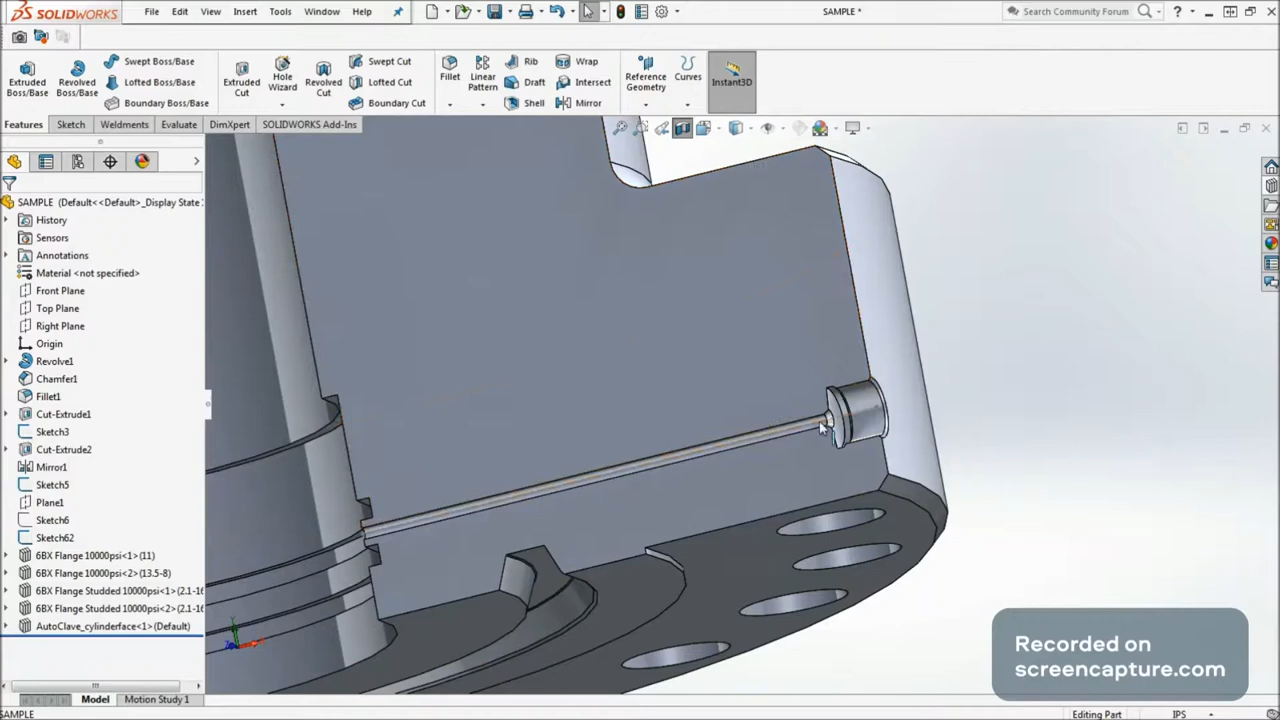 SOLIDWORKS File Edit View Insert Tools Window Help SAMPLE * Search Community Forum ?
Extruded Boss/Base
Revolved Boss/Base
Swept Boss/Base
Lofted Boss/Base
Boundary Boss/Base
Extruded Cut
Hole Wizard
Revolved Cut
Swept Cut
Lofted Cut
Boundary Cut
Fillet
Linear Pattern
Rib
Draft
Shell
Wrap
Intersect
Mirror
Reference Geometry
Curves
Instant3D
Features Sketch Weldments Evaluate DimXpert SOLIDWORKS Add-Ins
SAMPLE (Default<<Default>_Display State
History
Sensors
Annotations
Material <not specified>
Front Plane
Top Plane
Right Plane
Origin
Revolve1
Chamfer1
Fillet1
Cut-Extrude1
Sketch3
Cut-Extrude2
Mirror1
Sketch5
Plane1
Sketch6
Sketch62
6BX Flange 10000psi<1>(11)
6BX Flange 10000psi<2>(13.5-8)
6BX Flange Studded 10000psi<1>(2.1-16
6BX Flange Studded 10000psi<2>(2.1-16
AutoClave_cylinderface<1>(Default)
Recorded on
screencapture.com
Model Motion Study 1
SAMPLE Editing Part IPS